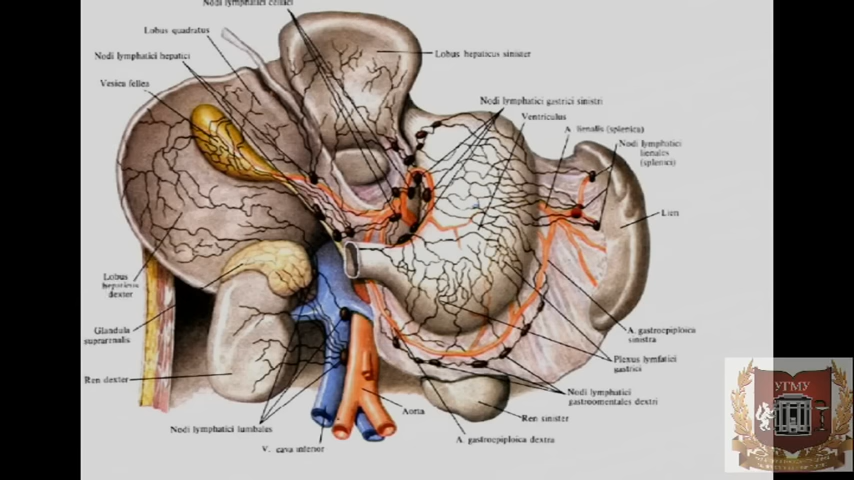 Nodi lymphatici celiaci
Lobus quadratus
Nodi lymphatici hepatici
Vesica fellea
Lobus hepaticus sinister
Nodi lymphatici gastrici sinistri
Ventriculus
A. lienalis (splenica)
Nodi lymphatici
lienales
(splenici)
Lien
Lobus
hepaticus
dexter
Glandula
suprarenalis
Ren dexter
Nodi lymphatici lumbales
V. cava inferior
Aorta
A. gastroepiploica
sinistra
Plexus lymfatici
gastrici
Nodi lymphatici
gastroomentales dextri
Ren sinister
A. gastroepiploica dextra
УГМУ